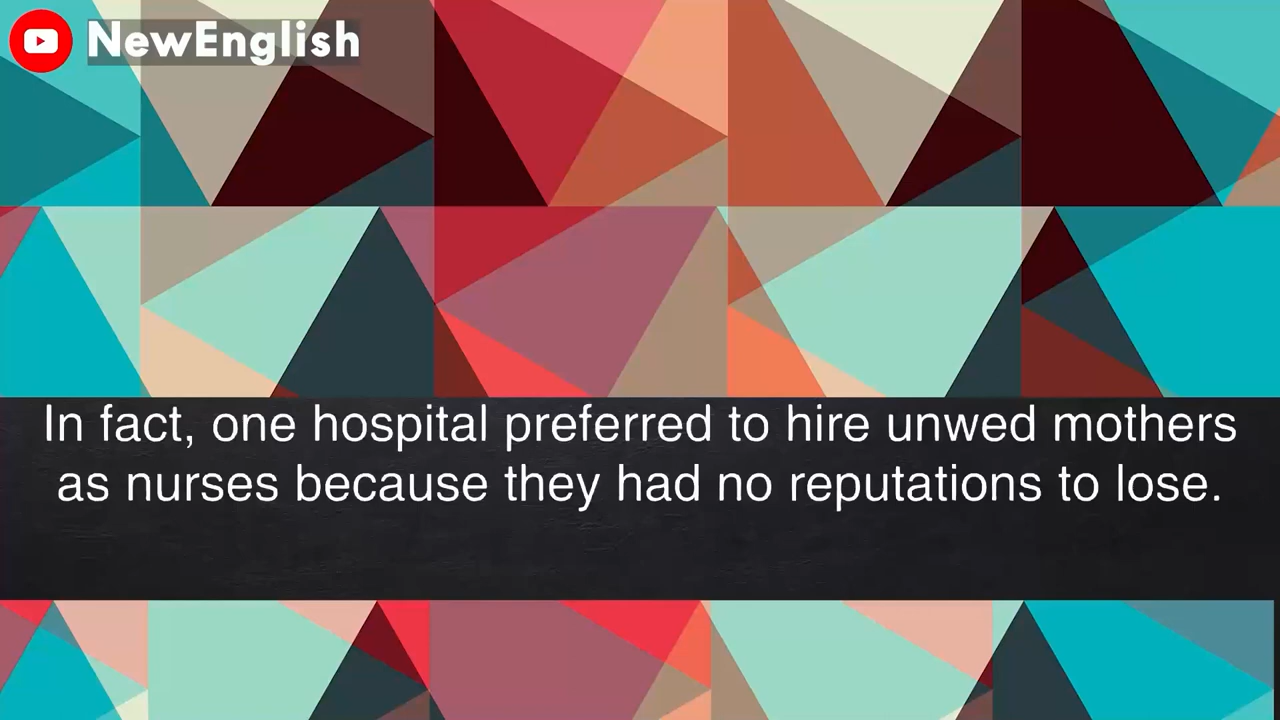 NewEnglish
In fact, one hospital preferred to hire unwed mothers
as nurses because they had no reputations to lose.